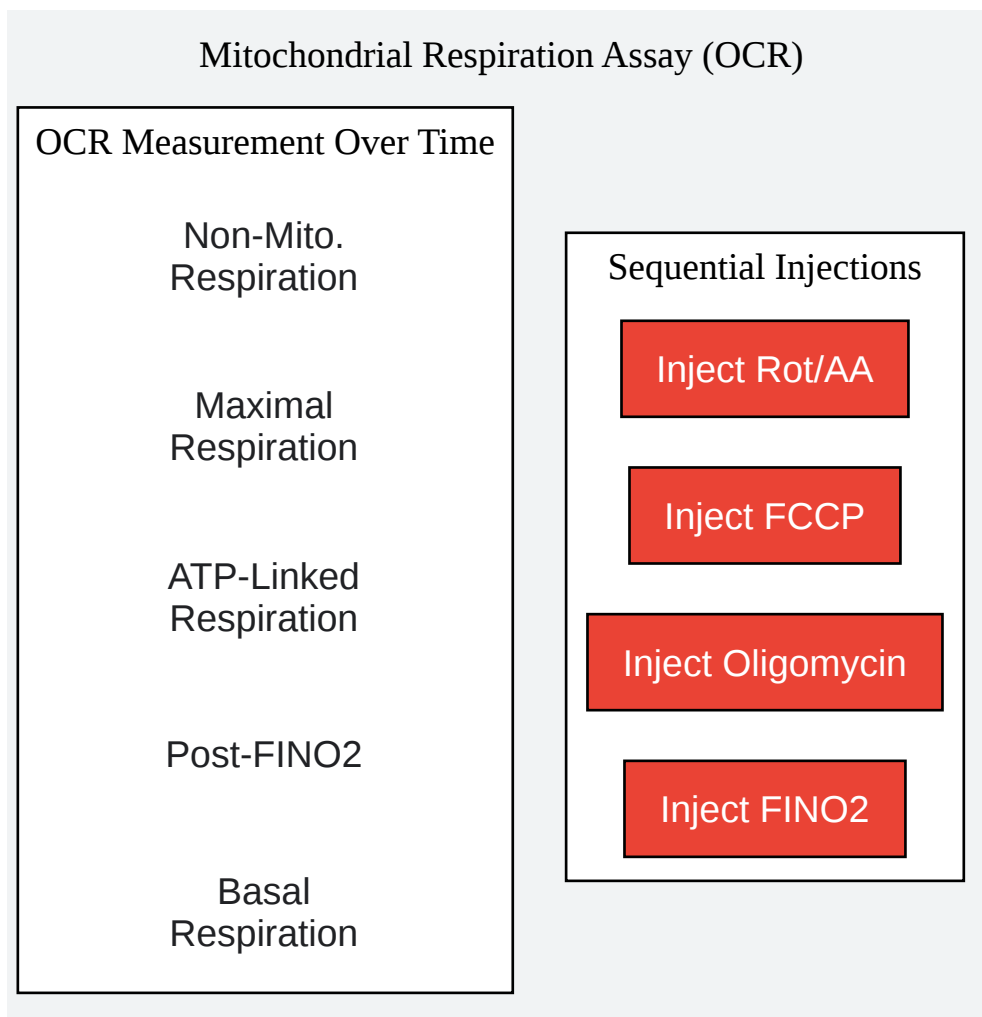 Mitochondrial Respiration Assay (OCR)
OCR Measurement Over Time
Non-Mito.
Respiration
Maximal
Respiration
ATP-Linked
Respiration
Post-FINO2
Basal
Respiration
Sequential Injections
Inject Rot/AA
Inject FCCP
Inject Oligomycin
Inject FINO2